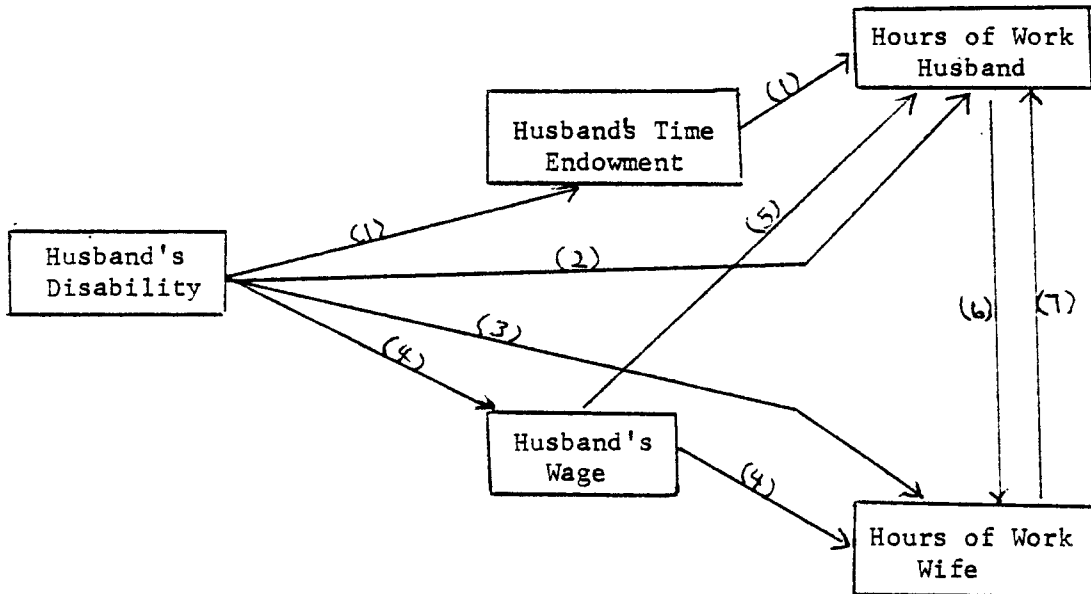 Hours of Work
Husband
(1)
Husband's Time
Endowment
(5)
(1)
Husband's
Disability
(2)
(6)
(7)
(3)
(4)
Husband's
Wage
(4)
Hours of Work
Wife